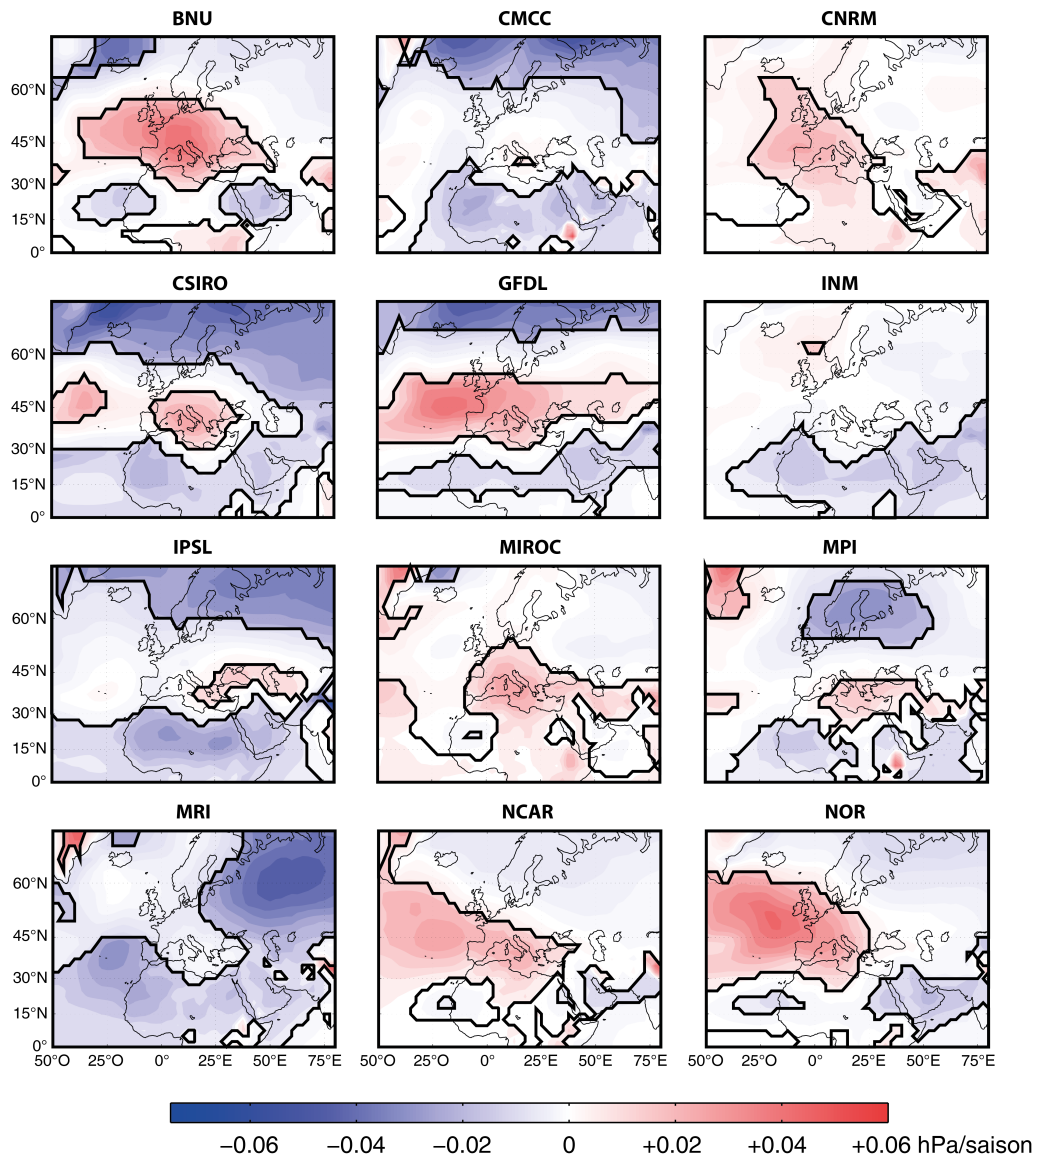 BNU CMCC CNRM
60°N
45°N
30°N
15°N
0°
CSIRO GFDL INM
60°N
45°N
30°N
15°N
0°
IPSL MIROC MPI
60°N
45°N
30°N
15°N
0°
MRI NCAR NOR
60°N
45°N
30°N
15°N
0°
50°O 25°O 0° 25°E 50°E 75°E 50°O 25°O 0° 25°E 50°E 75°E 50°O 25°O 0° 25°E 50°E 75°E
−0.06 −0.04 −0.02 0 +0.02 +0.04 +0.06 hPa/saison